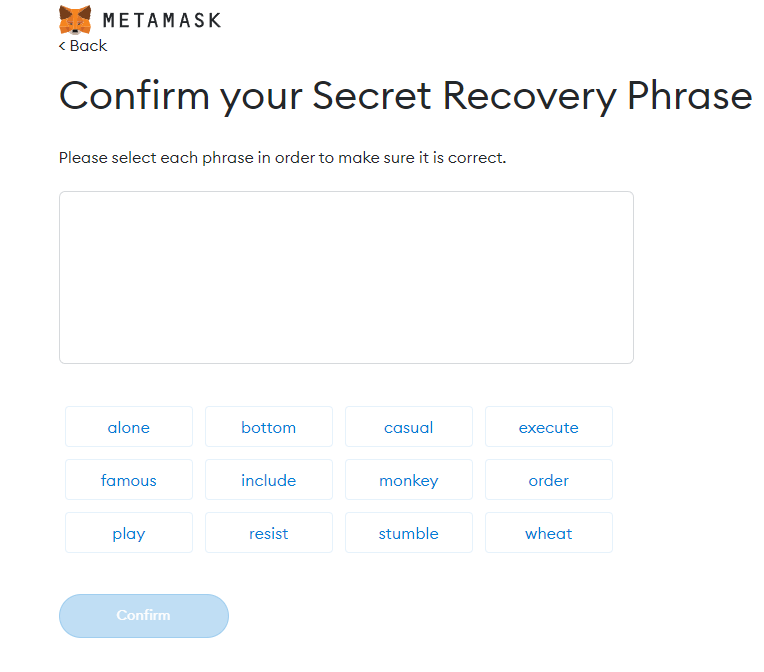 METAMASK
< Back
Confirm your Secret Recovery Phrase
Please select each phrase in order to make sure it is correct.
alone bottom casual execute
famous include monkey order
play resist stumble wheat
Confirm